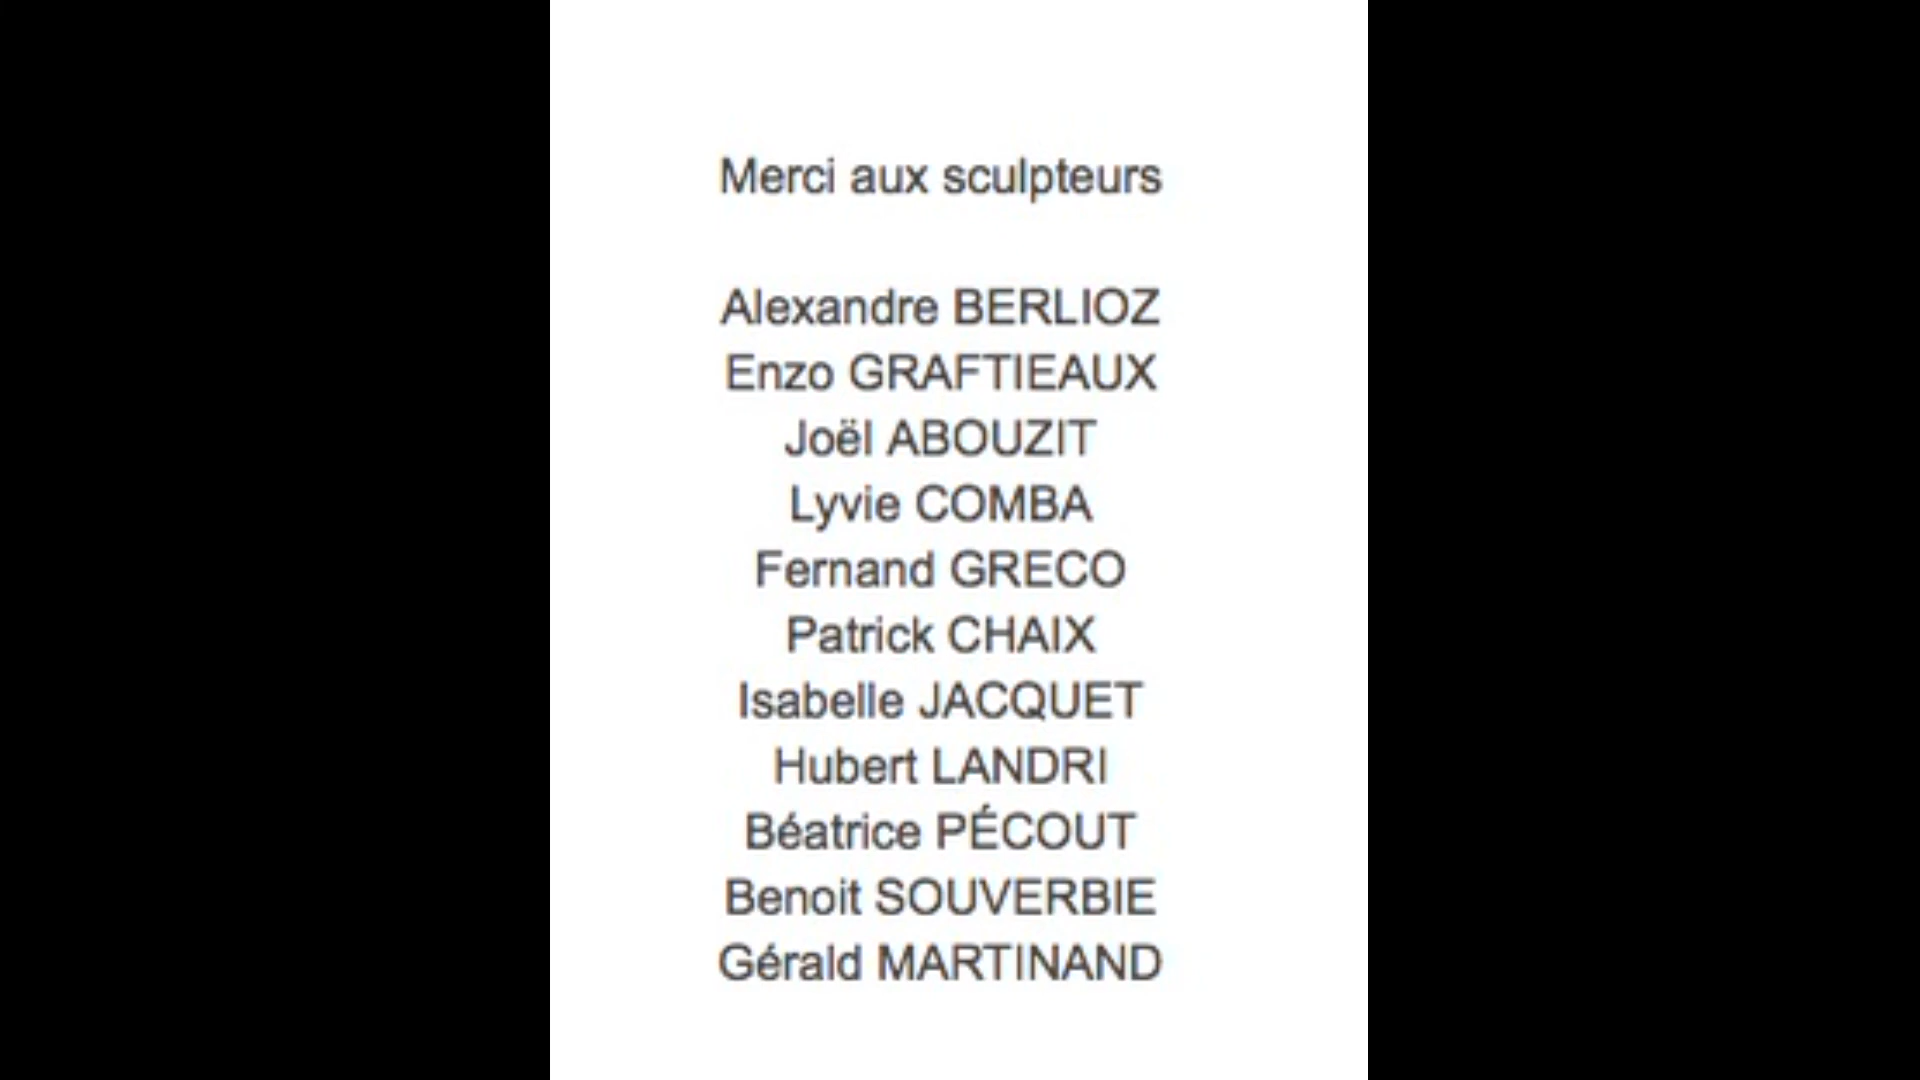 Merci aux sculpteurs
Alexandre BERLIOZ
Enzo GRAFTIEAUX
Joël ABOUZIT
Lyvie COMBA
Fernand GRECO
Patrick CHAIX
Isabelle JACQUET
Hubert LANDRI
Béatrice PÉCOUT
Benoit SOUVERBIE
Gérald MARTINAND